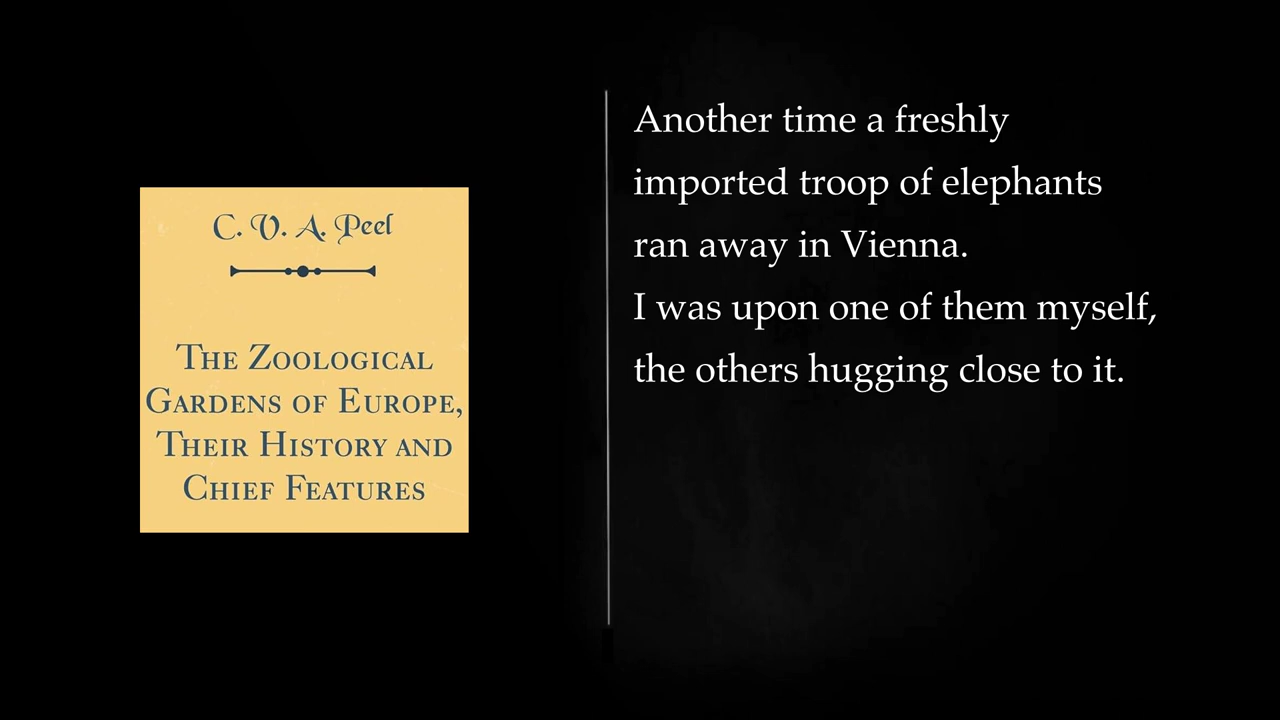 C. V. A. Peel
The Zoological
Gardens of Europe,
Their History and
Chief Features
Another time a freshly
imported troop of elephants
ran away in Vienna.
I was upon one of them myself,
the others hugging close to it.